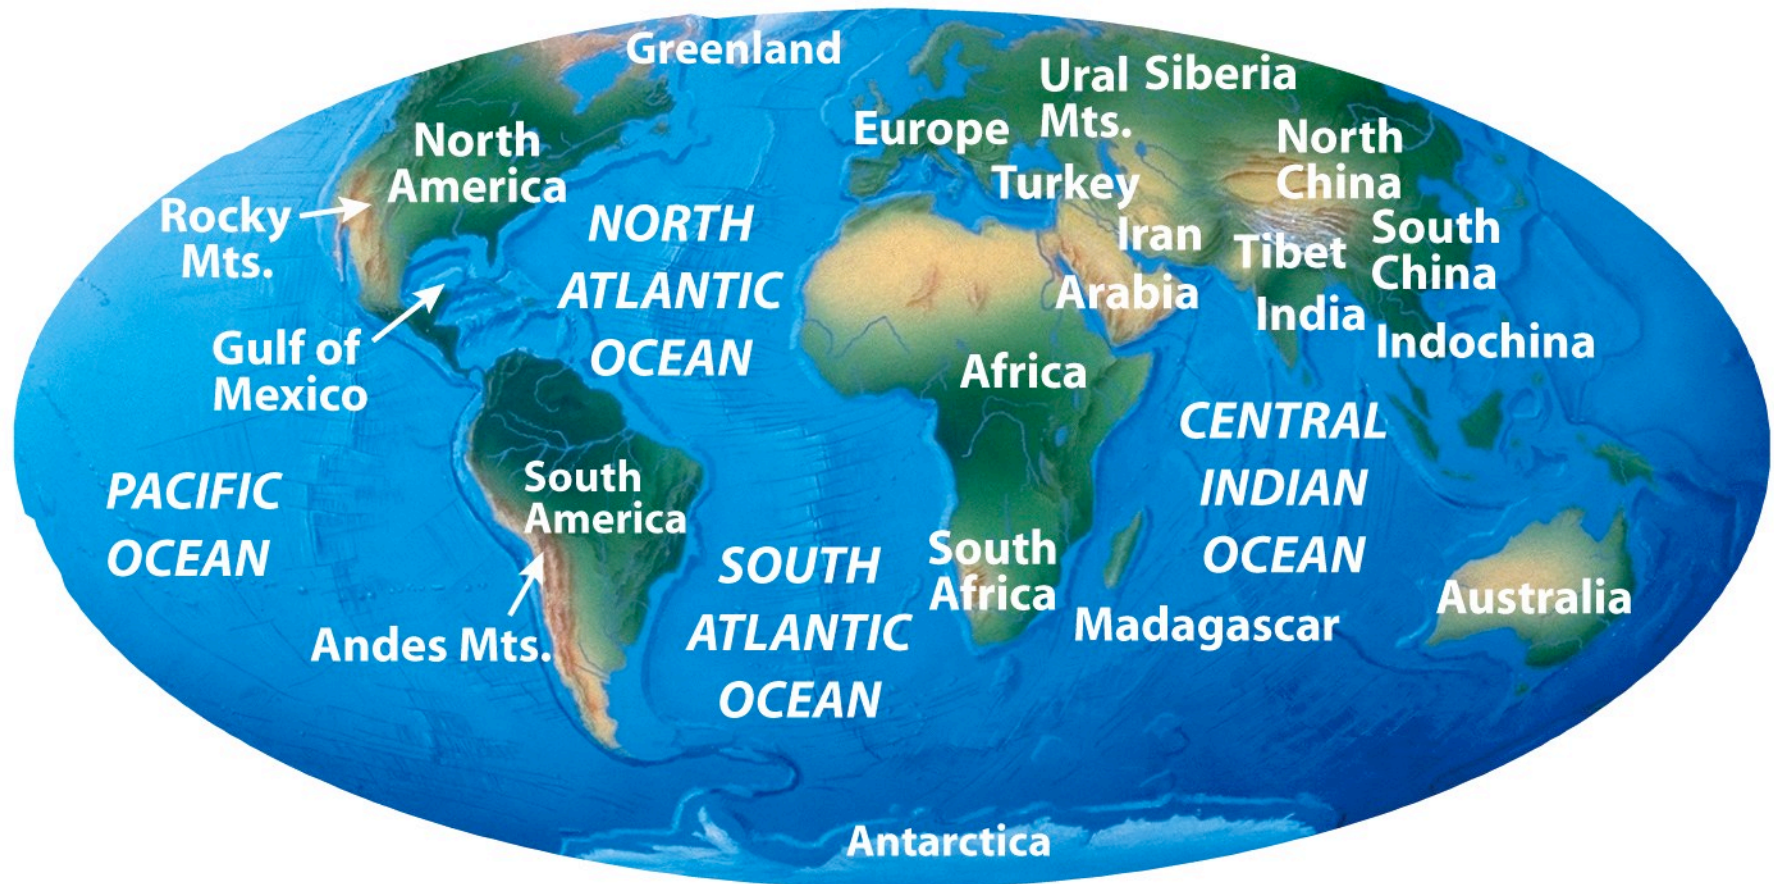 Greenland
Ural Siberia
Mts.
Europe
North
China
North
America
Turkey
Rocky
Mts.
NORTH
ATLANTIC
OCEAN
Iran
Tibet
South
China
Arabia
India
Indochina
Gulf of
Mexico
Africa
CENTRAL
INDIAN
OCEAN
PACIFIC
OCEAN
South
America
SOUTH
ATLANTIC
OCEAN
South
Africa
Australia
Madagascar
Andes Mts.
Antarctica